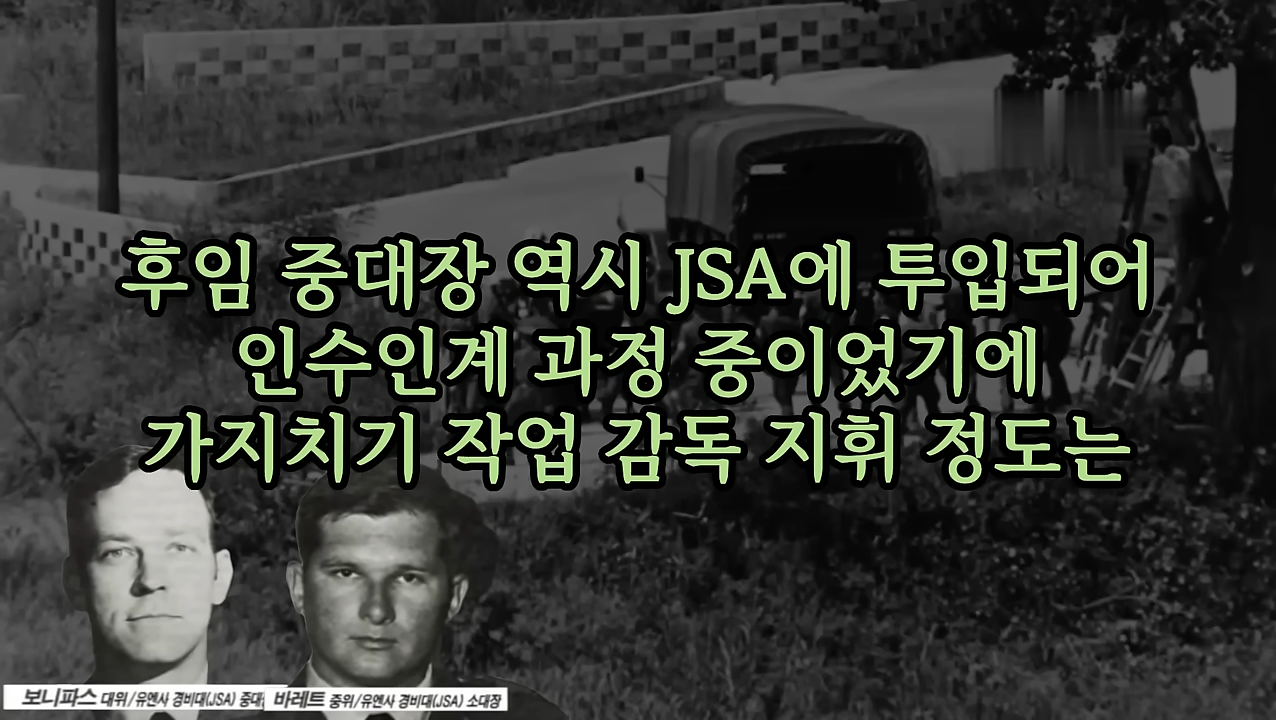 후임 중대장 역시 JSA에 투입되어
인수인계 과정 중이었기에
가지치기 작업 감독 지휘 정도는
보니파스 대위/유엔사 경비대(JSA) 중대
바레트 중위/유엔사 경비대(JSA) 소대장